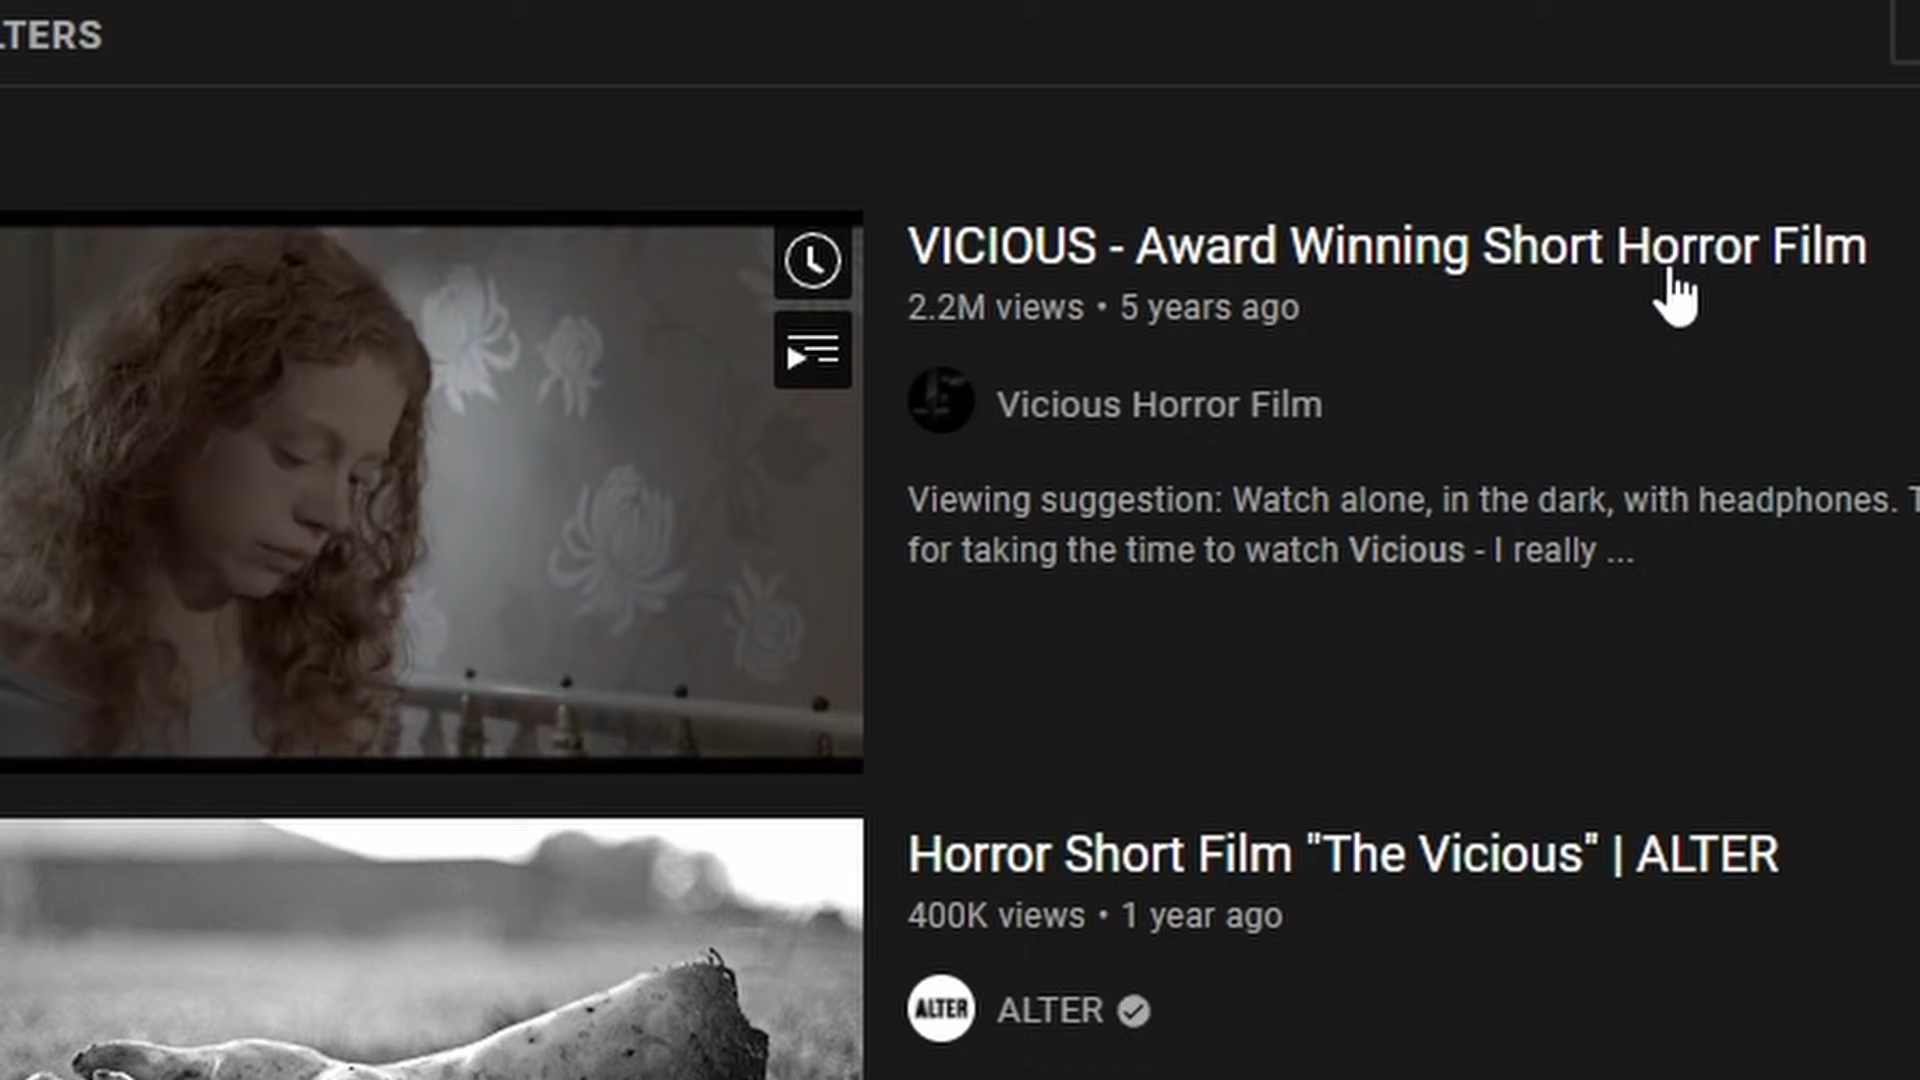 LTERS
VICIOUS - Award Winning Short Horror Film
2.2M views • 5 years ago
Vicious Horror Film
Viewing suggestion: Watch alone, in the dark, with headphones. T
for taking the time to watch Vicious - I really ...
Horror Short Film "The Vicious" | ALTER
400K views • 1 year ago
ALTER ALTER